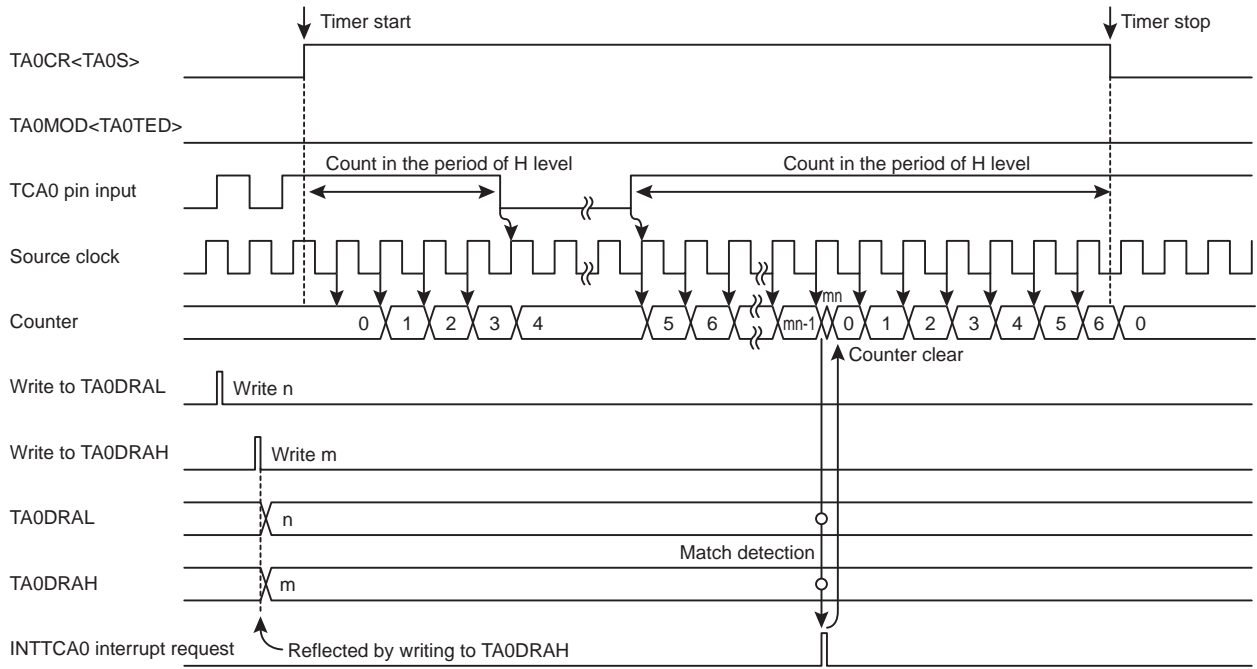 Timer start Timer stop
TA0CR<TA0S>
TA0MOD<TA0TED>
Count in the period of H level Count in the period of H level
TCA0 pin input
Source clock
mn
Counter 0 1 2 3 4 5 6 mn-1 0 1 2 3 4 5 6 0
Counter clear
Write to TA0DRAL Write n
Write to TA0DRAH Write m
TA0DRAL n
Match detection
TA0DRAH m
INTTCA0 interrupt request Reflected by writing to TA0DRAH